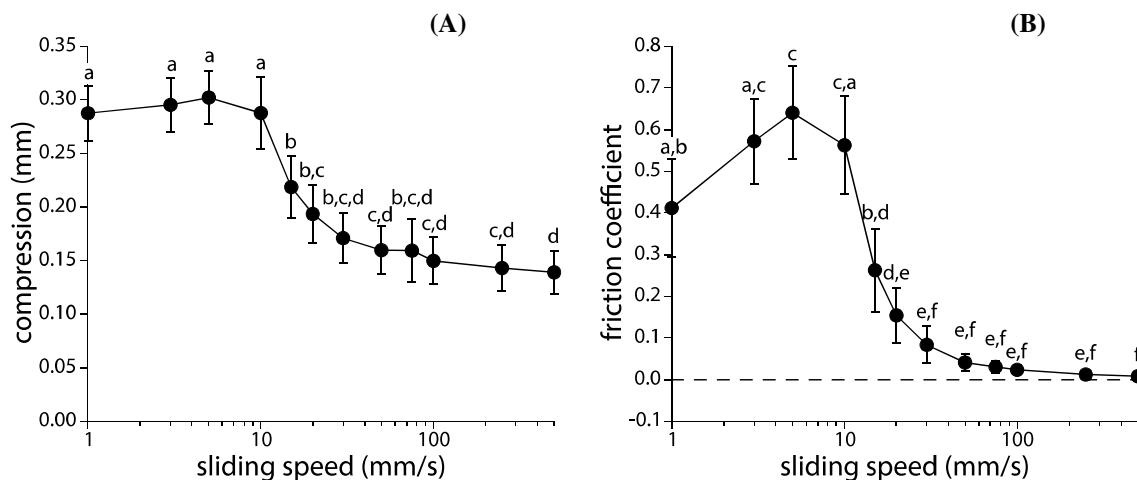 (A)
0.35
0.30
0.25
0.20
0.15
0.10
0.05
0.00
compression (mm)
a
a
a
a
b
b,c
b,c,d
c,d
b,c,d
c,d
c,d
d
1
10
100
sliding speed (mm/s)
(B)
0.8
0.7
0.6
0.5
0.4
0.3
0.2
0.1
0.0
-0.1
friction coefficient
a,b
a,c
c
c,a
b,d
d,e
e,f
e,f
e,f
e,f
e,f
f
1
10
100
sliding speed (mm/s)